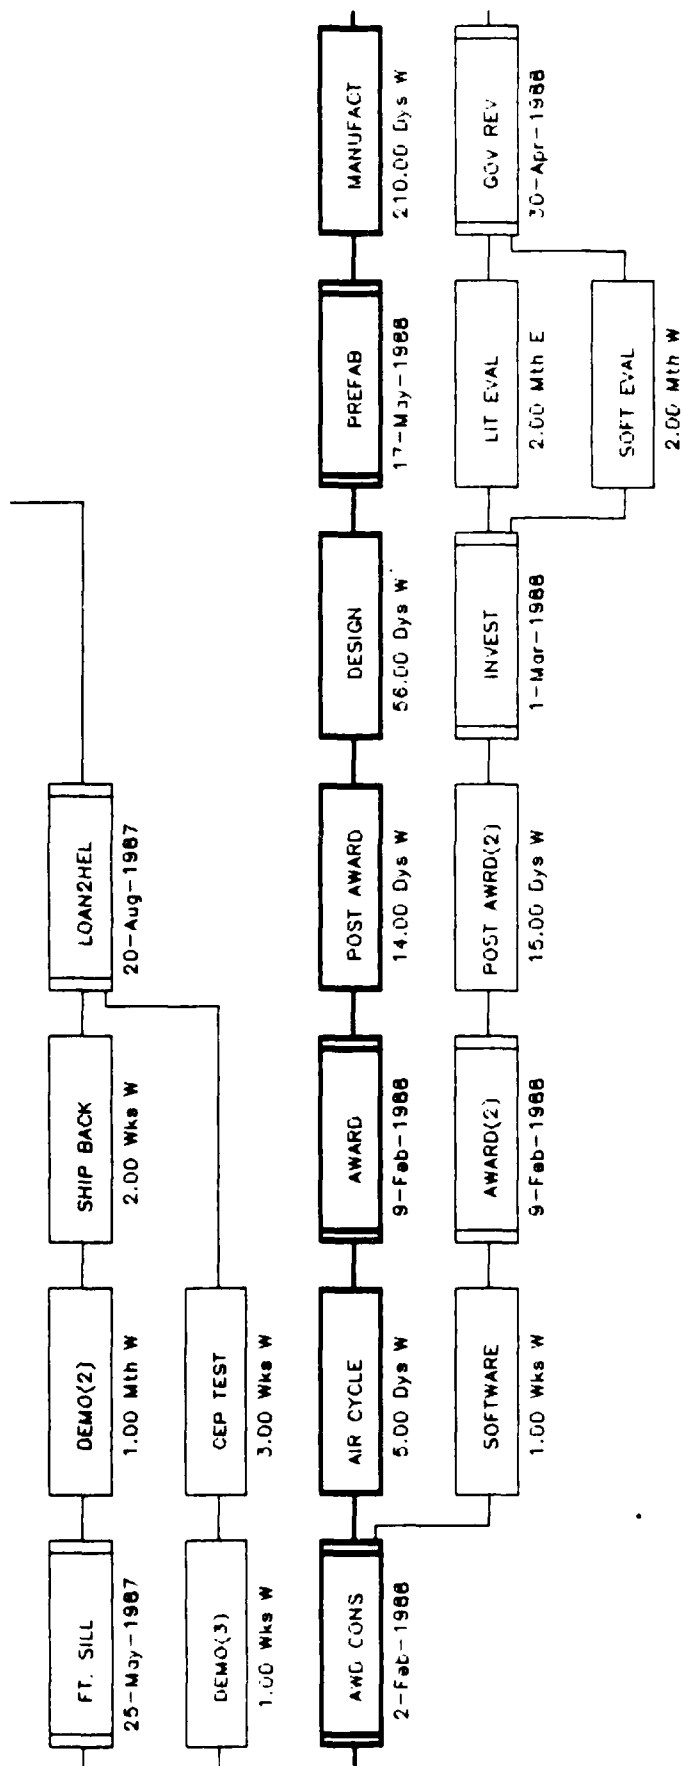 FT. SILL
25-May-1987
DEMO(2)
1.00 Mth W
SHIP BACK
2.00 Wks W
LOAN2HEL
20-Aug-1987
DEMO(3)
1.00 Wks W
CEP TEST
3.00 Wks W
AWD CONS
2-Feb-1988
AIR CYCLE
5.00 Dys W
AWARD
9-Feb-1988
POST AWARD
14.00 Dys W
DESIGN
56.00 Dys W
PREFAB
17-May-1988
MANUFACT
210.00 Dys W
SOFTWARE
1.00 Wks W
AWARD(2)
9-Feb-1988
POST AWRD(2)
15.00 Dys W
INVEST
1-Mar-1988
LIT EVAL
2.00 Mth E
GOV REV
30-Apr-1988
SOFT EVAL
2.00 Mth W